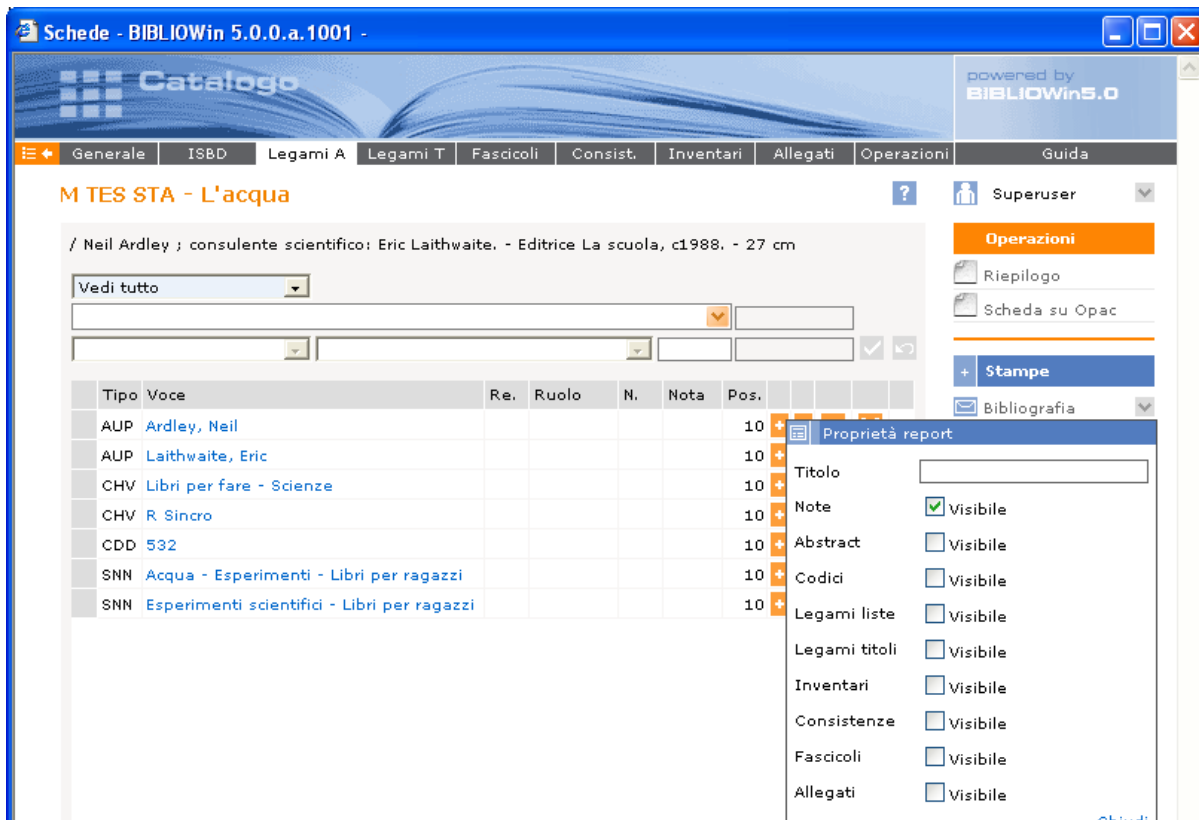 Schede - BIBLIOWin 5.0.0.a.1001 -
Catalogo
powered by
BIBLIOWin5.0
Generale ISBD Legami A Legami T Fascicoli Consist. Inventari Allegati Operazioni Guida
M TES STA - L'acqua ?
Superuser
/ Neil Ardley ; consulente scientifico: Eric Laithwaite. - Editrice La scuola, c1988. - 27 cm
Operazioni
Riepilogo
Scheda su Opac
Vedi tutto
+ Stampe
Bibliografia
Tipo Voce Re. Ruolo N. Nota Pos.
AUP Ardley, Neil 10
AUP Laithwaite, Eric 10
CHV Libri per fare - Scienze 10
CHV R Sincro 10
CDD 532 10
SNN Acqua - Esperimenti - Libri per ragazzi 10
SNN Esperimenti scientifici - Libri per ragazzi 10
Proprietà report
Titolo
Note Visibile
Abstract Visibile
Codici Visibile
Legami liste Visibile
Legami titoli Visibile
Inventari Visibile
Consistenze Visibile
Fascicoli Visibile
Allegati Visibile
Chiudi